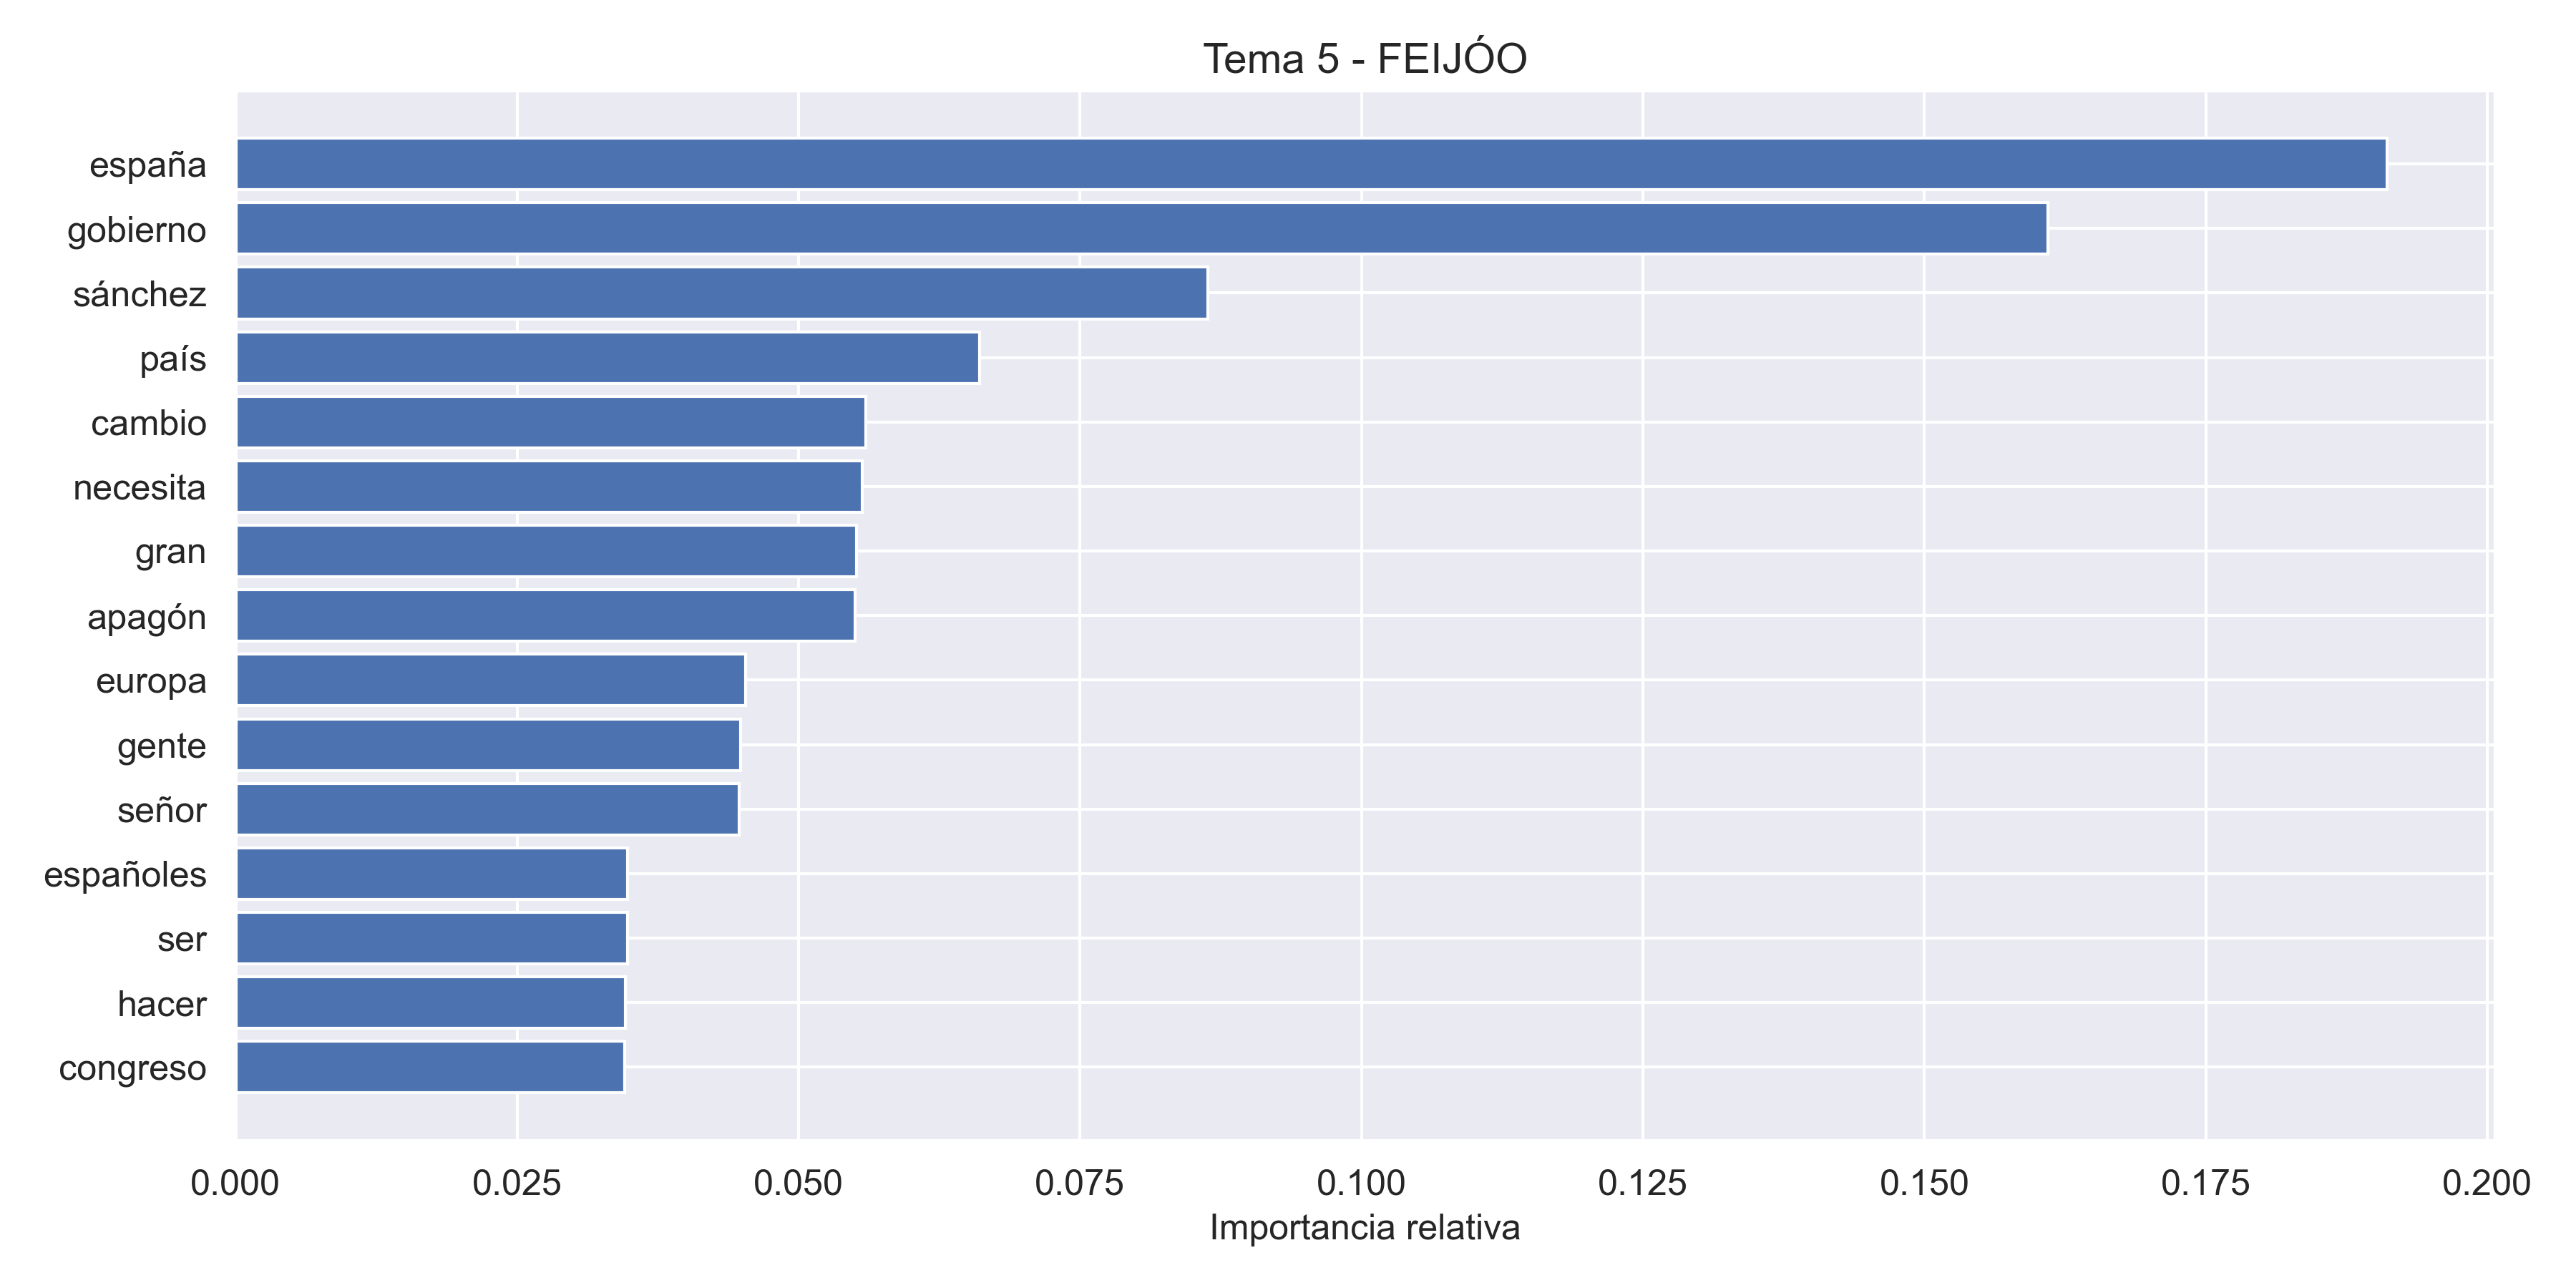 Tema 5 - FEIJÓO
españa
gobierno
sánchez
país
cambio
necesita
gran
apagón
europa
gente
señor
españoles
ser
hacer
congreso
0.000 0.025 0.050 0.075 0.100 0.125 0.150 0.175 0.200
Importancia relativa